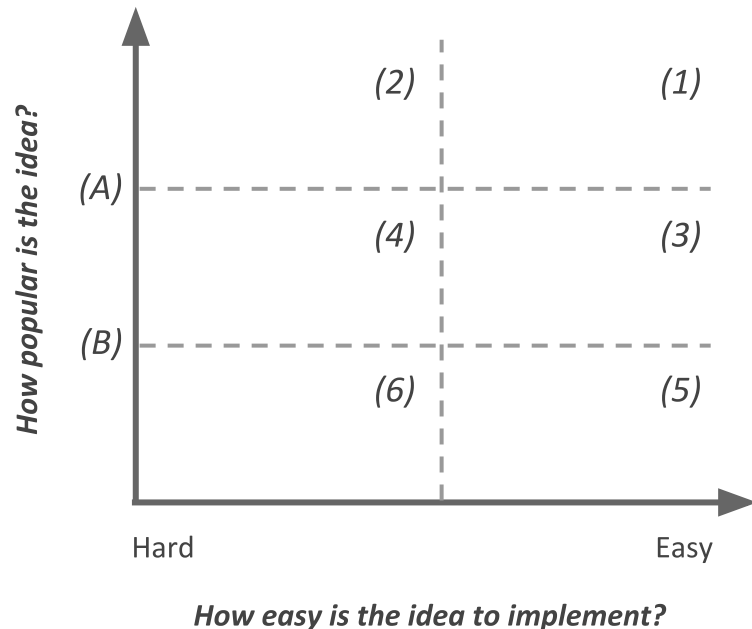 How popular is the idea?
(2)
(1)
(A)
(4)
(3)
(B)
(6)
(5)
Hard
Easy
How easy is the idea to implement?